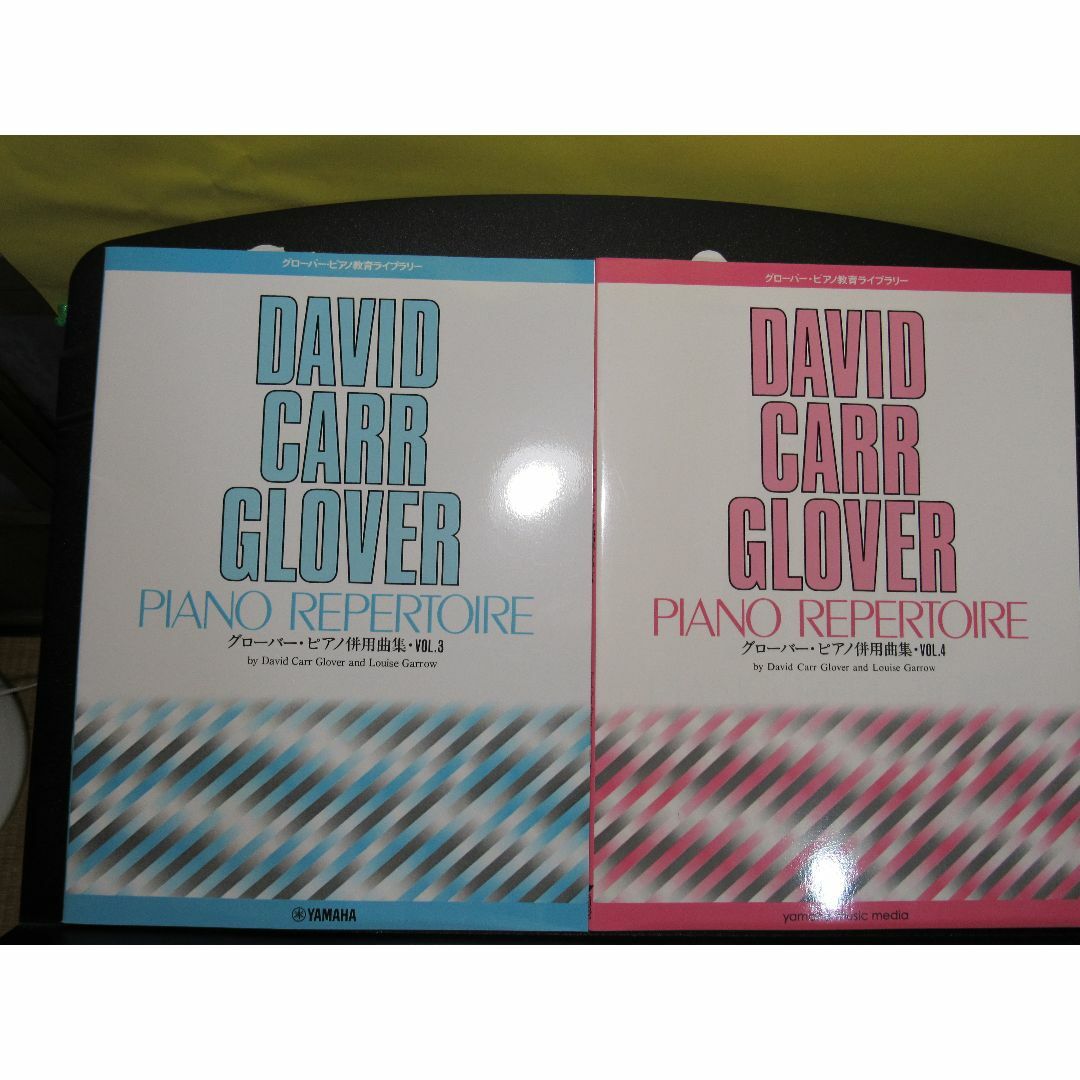 グローバー・ピアノ教育ライブラリー
DAVID
CARR
GLOVER
PIANO REPERTOIRE
グローバー・ピアノ併用曲集・VOL.3
by David Carr Glover and Louise Garrow
YAMAHA
グローバー・ピアノ教育ライブラリー
DAVID
CARR
GLOVER
PIANO REPERTOIRE
グローバー・ピアノ併用曲集・VOL.4
by David Carr Glover and Louise Garrow
yamaha music media